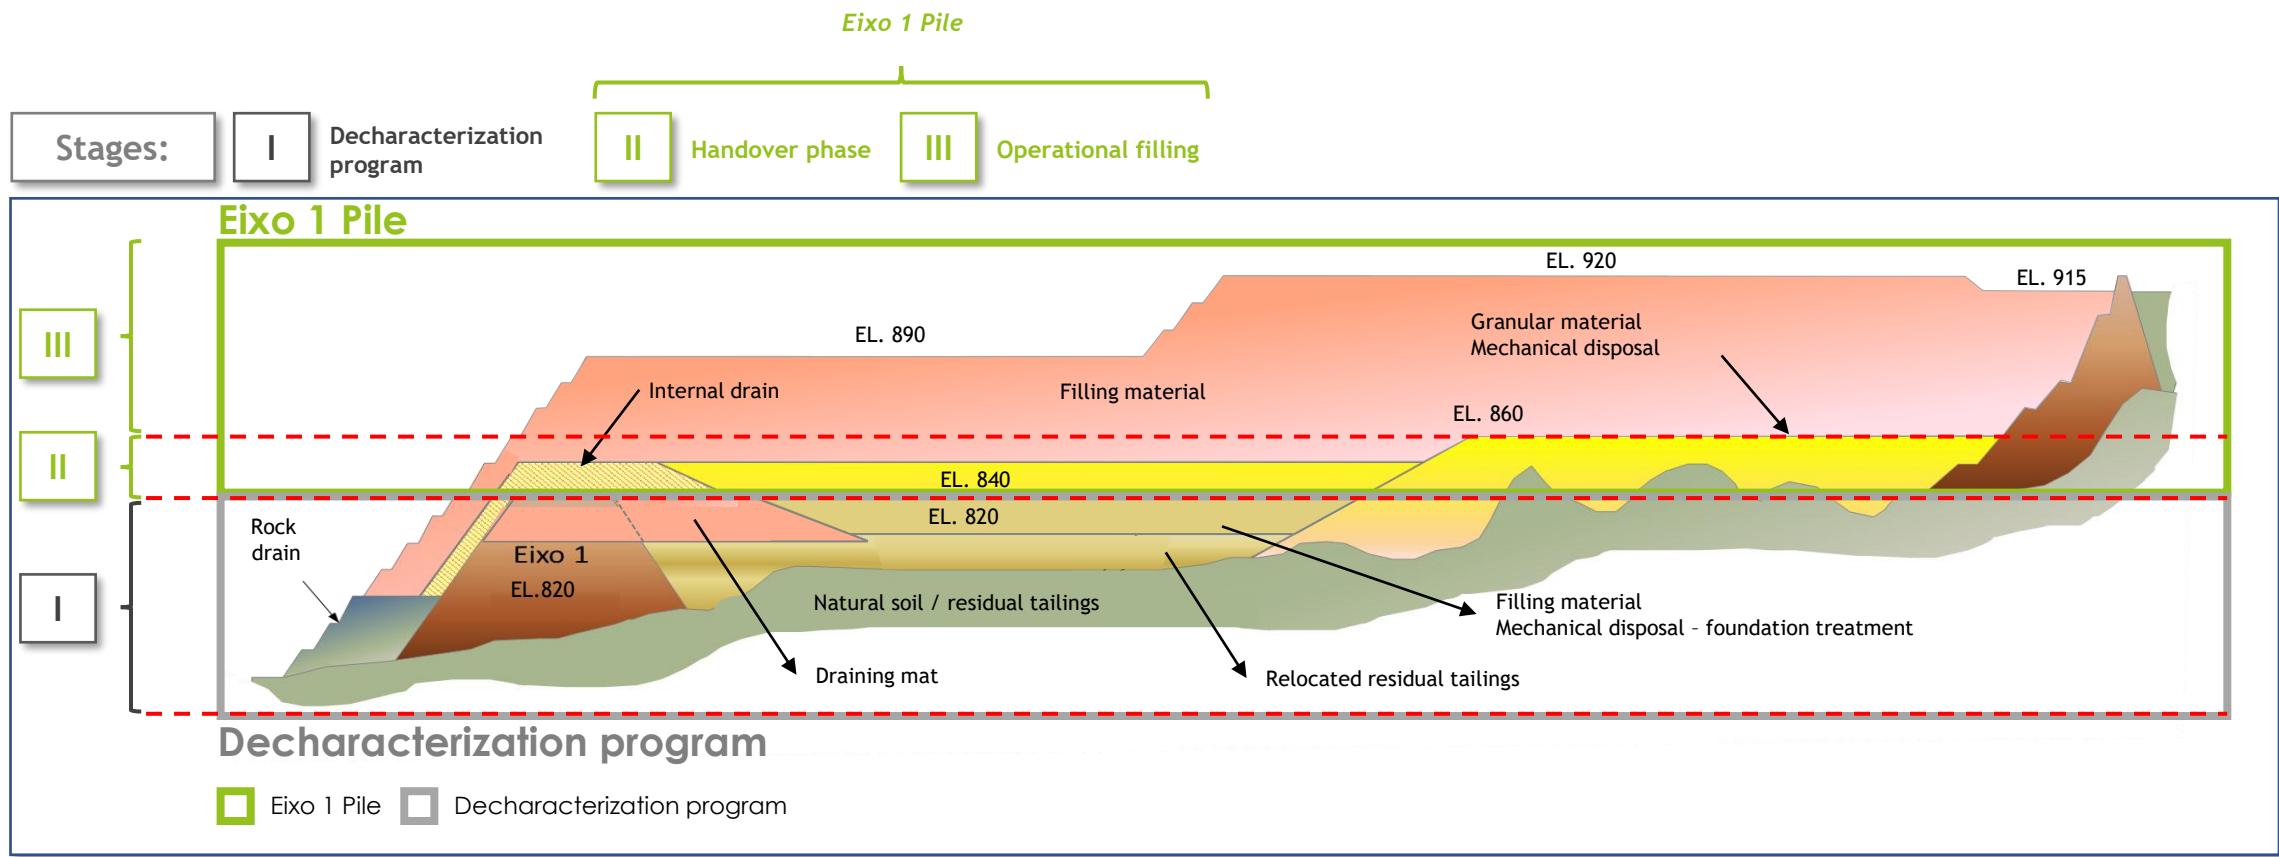 Eixo 1 Pile
Stages:
I
Decharacterization
program
II
Handover phase
III
Operational filling
Eixo 1 Pile
EL. 920
EL. 915
III
EL. 890
Granular material
Mechanical disposal
Internal drain
Filling material
EL. 860
II
EL. 840
EL. 820
Rock
drain
Eixo 1
EL.820
I
Natural soil / residual tailings
Filling material
Mechanical disposal – foundation treatment
Draining mat
Relocated residual tailings
Decharacterization program
Eixo 1 Pile
Decharacterization program